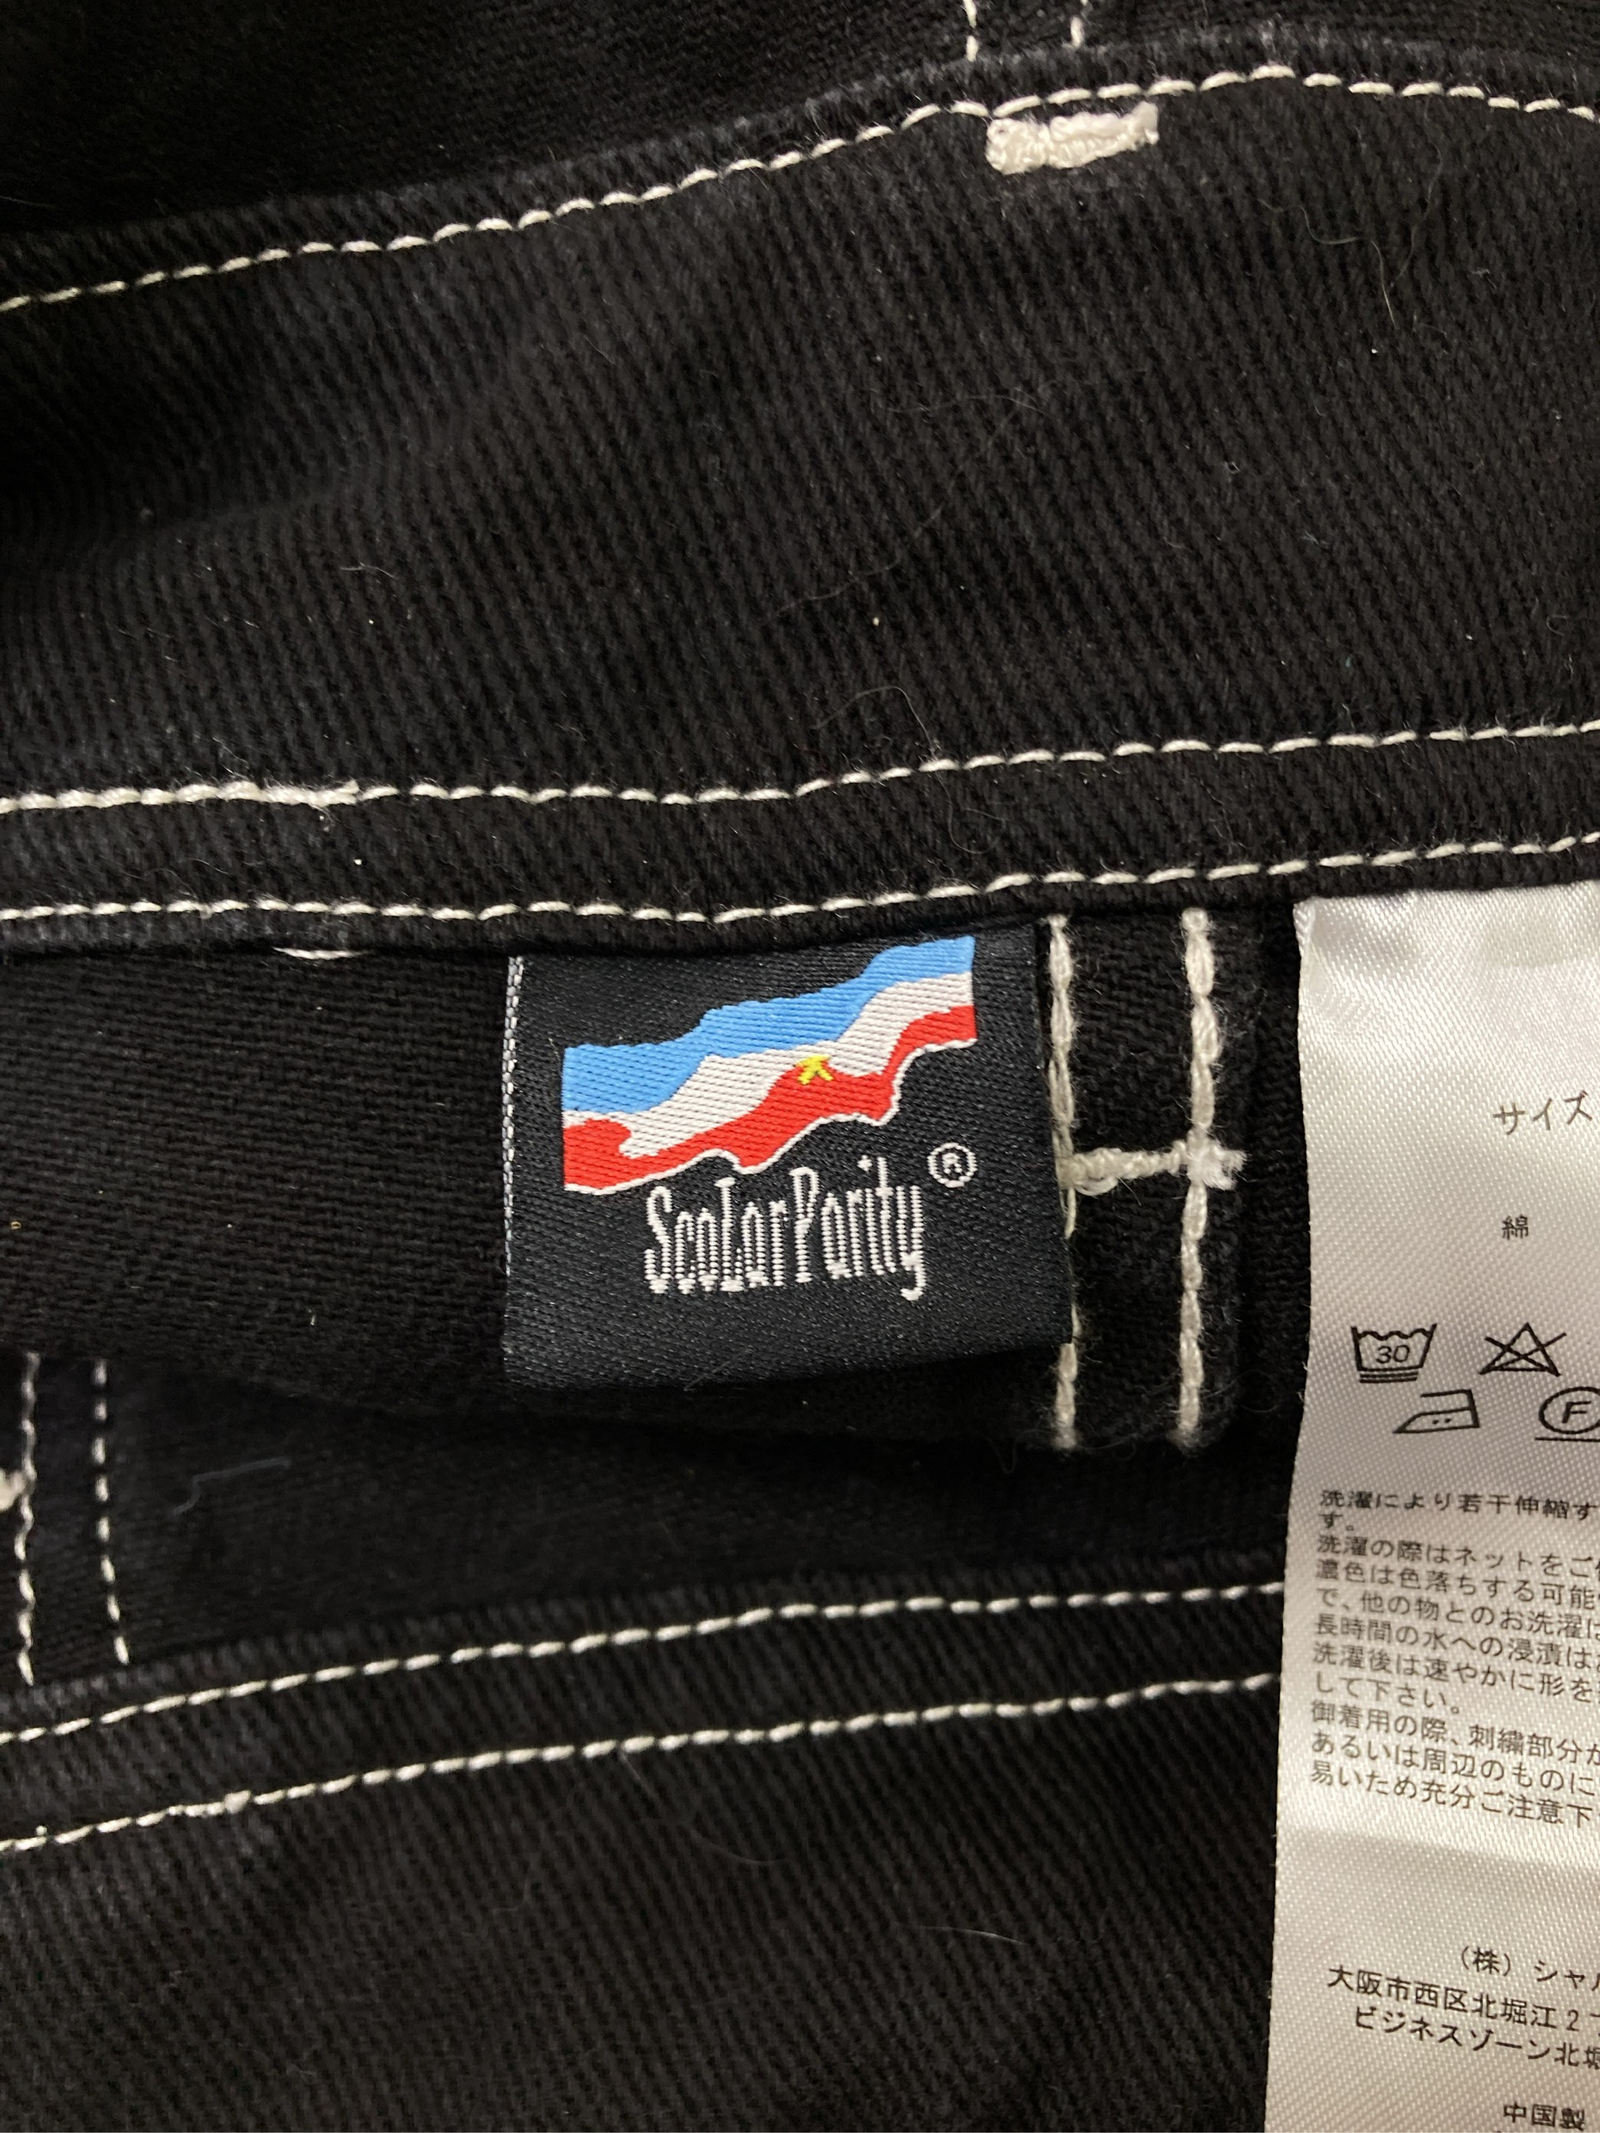 ScoLarParity®
サイズ
綿
30
F
洗濯により若干伸縮す
す。
洗濯の際はネットをご
濃色は色落ちする可能
で、他の物とのお洗濯は
長時間の水への浸漬は
洗濯後は速やかに形を
して下さい。
御着用の際、刺繍部分が
あるいは周辺のものに
易いため充分ご注意下
(株) シャル
大阪市西区北堀江2
ビジネスゾーン北堀
中国製